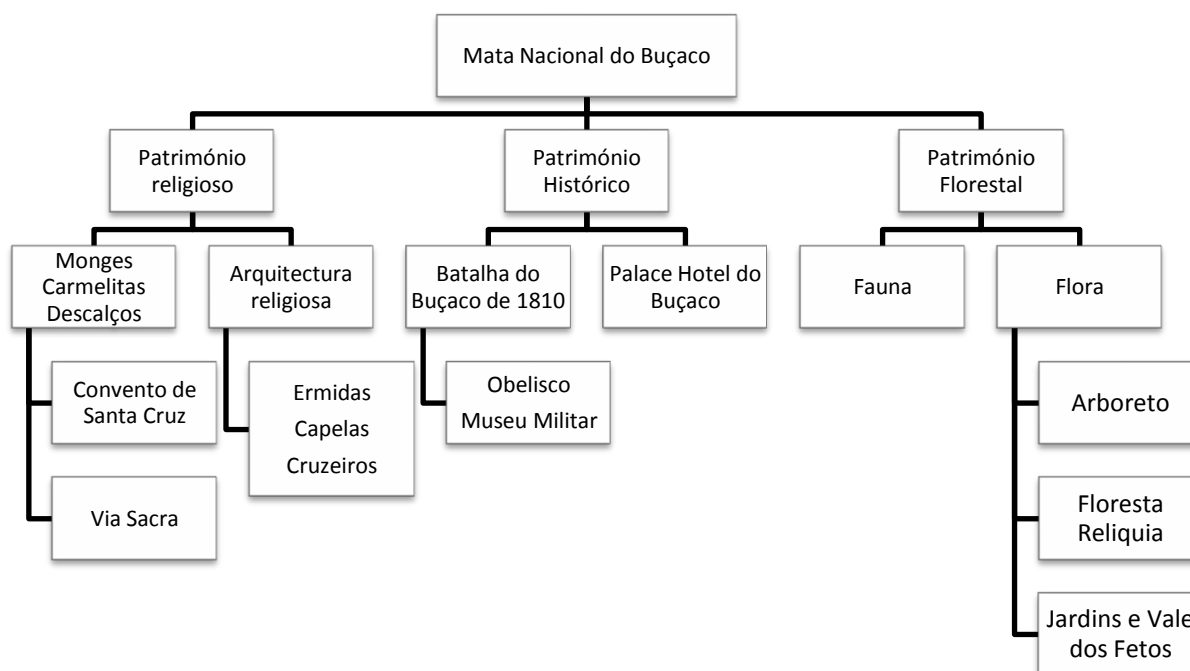 Mata Nacional do Buçaco
Património
religioso
Património
Histórico
Património
Florestal
Monges
Carmelitas
Descalços
Arquitectura
religiosa
Batalha do
Buçaco de 1810
Palace Hotel do
Buçaco
Fauna
Flora
Convento de
Santa Cruz
Ermidas
Capelas
Cruzeiros
Obelisco
Museu Militar
Arboreto
Via Sacra
Floresta
Reliquia
Jardins e Vale
dos Fetos